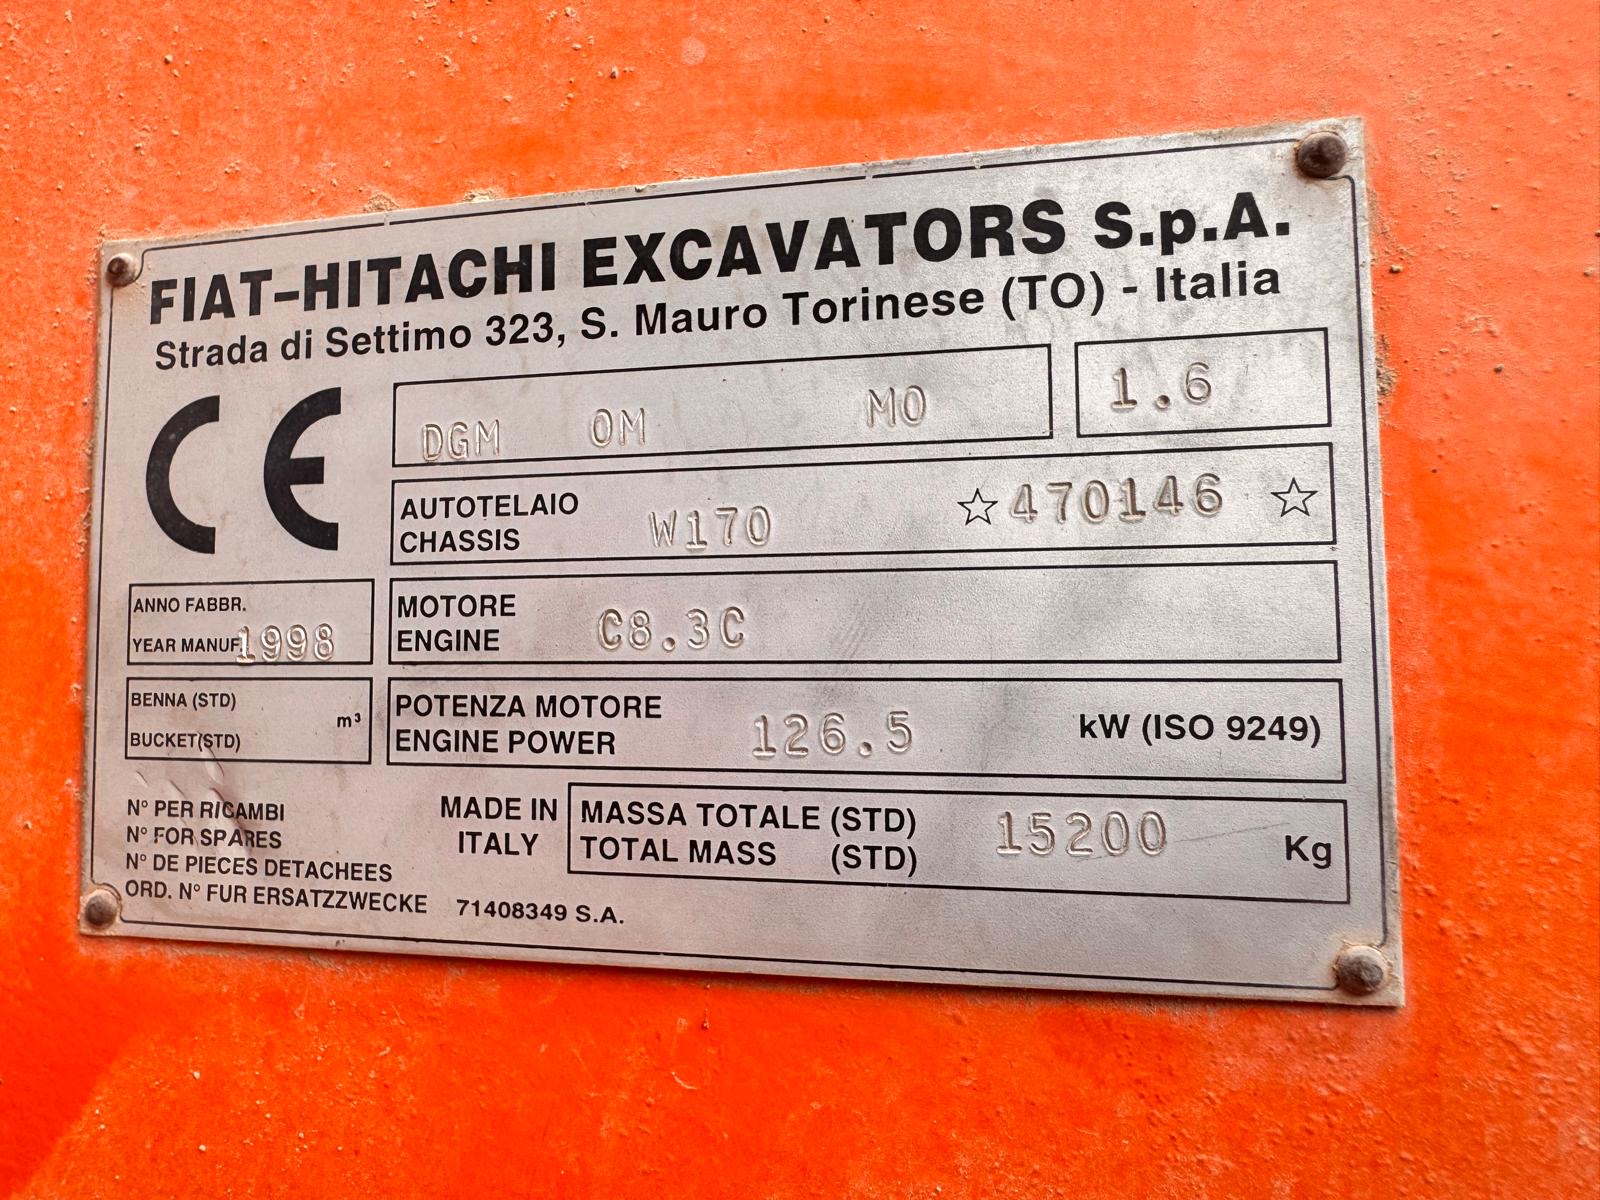 FIAT-HITACHI EXCAVATORS S.p.A.
Strada di Settimo 323, S. Mauro Torinese (TO) - Italia
CE
DGM 0M M0
1.6
AUTOTELAIO
CHASSIS
W170 ☆470146 ☆
ANNO FABBR.
YEAR MANUF 1998
MOTORE
ENGINE
C8.3C
BENNA (STD)
BUCKET(STD)
m³
POTENZA MOTORE
ENGINE POWER
126.5 kW (ISO 9249)
N° PER RICAMBI
N° FOR SPARES
N° DE PIECES DETACHEES
ORD. N° FUR ERSATZZWECKE 71408349 S.A.
MADE IN
ITALY
MASSA TOTALE (STD)
TOTAL MASS (STD)
15200 Kg